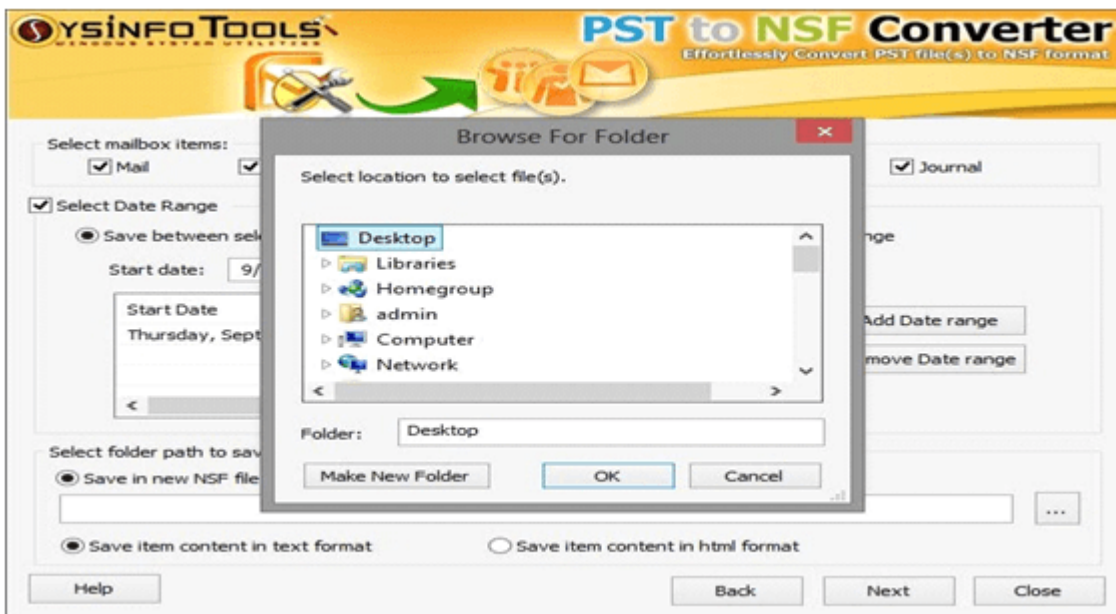 SYSINFOTOOLS
WINDOWS SYSTEM UTILITIES
PST to NSF Converter
Effortlessly Convert PST file(s) to NSF format
Browse For Folder
Select mailbox items:
Mail
Journal
Select location to select file(s).
Select Date Range
Save between sel
nge
Desktop
Libraries
Start date: 9/
Homegroup
Start Date
admin
Add Date range
Thursday, Sept
Computer
Network
move Date range
Folder: Desktop
Select folder path to sav
Save in new NSF file
Make New Folder OK Cancel
...
Save item content in text format Save item content in html format
Help Back Next Close